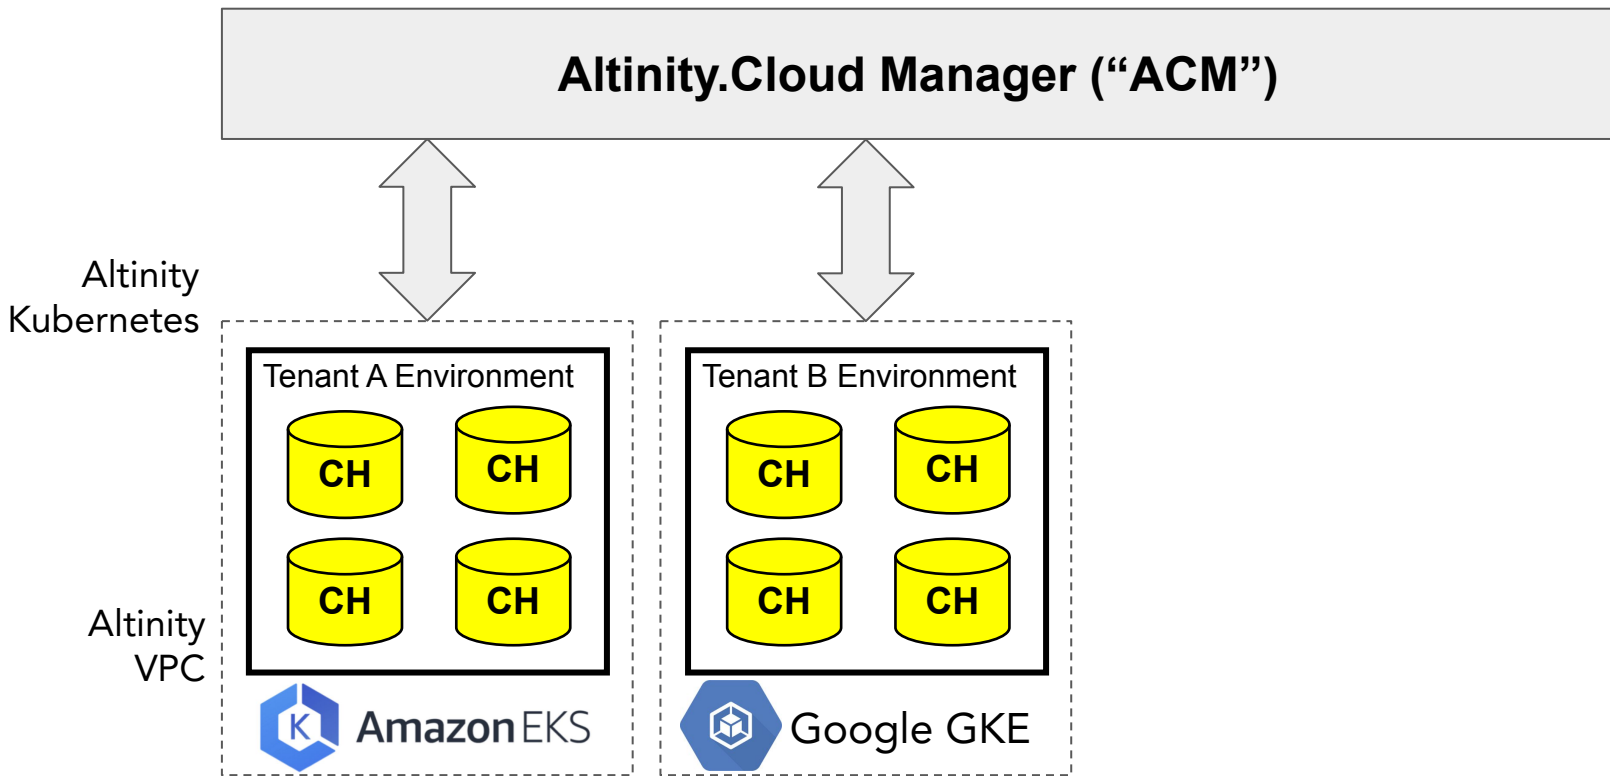 Altinity.Cloud Manager (“ACM”)
Altinity
Kubernetes
Tenant A Environment
CH
CH
CH
CH
Tenant B Environment
CH
CH
CH
CH
Altinity
VPC
K
Amazon EKS
Google GKE